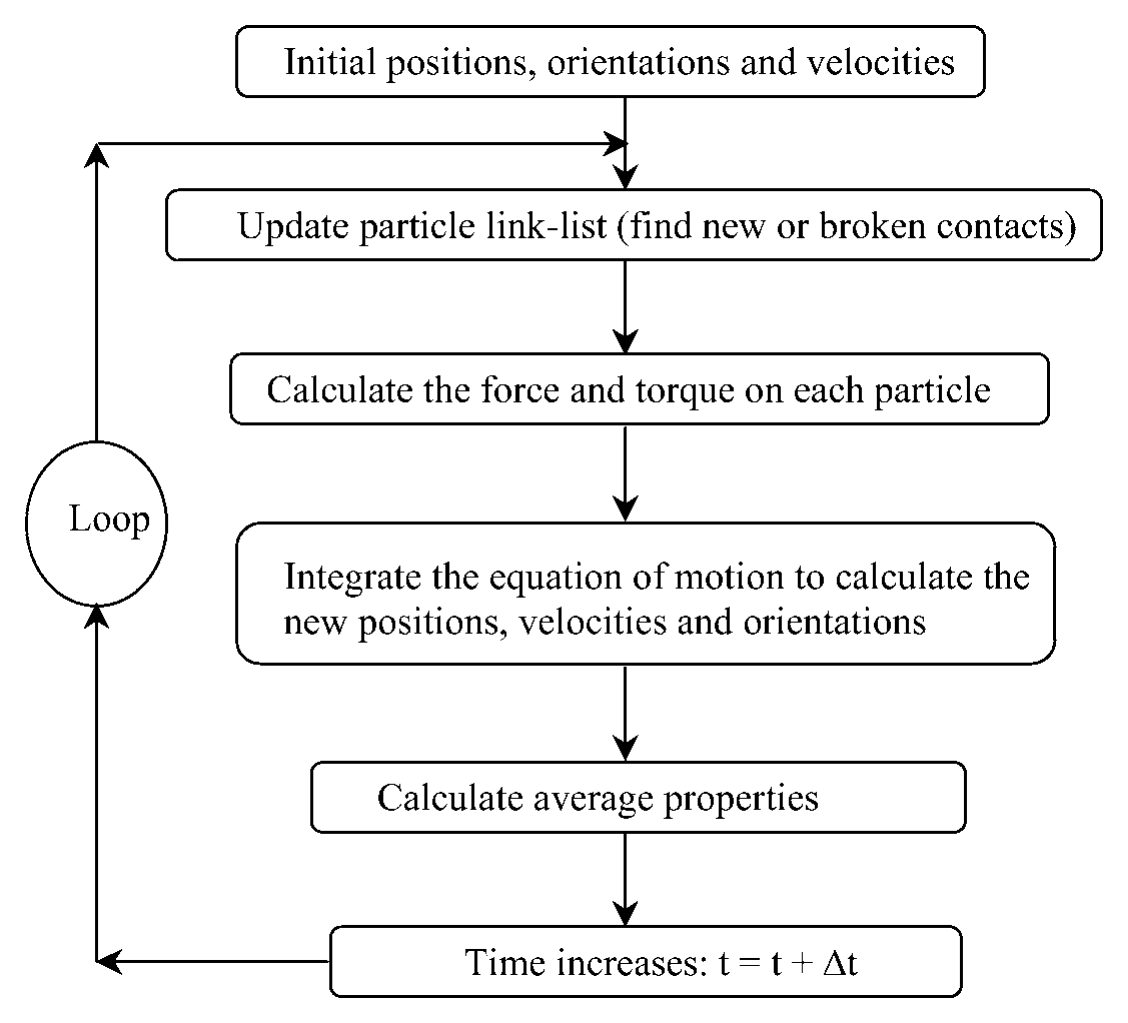 Initial positions, orientations and velocities
Update particle link-list (find new or broken contacts)
Calculate the force and torque on each particle
Loop
Integrate the equation of motion to calculate the
new positions, velocities and orientations
Calculate average properties
Time increases: t = t + Δt